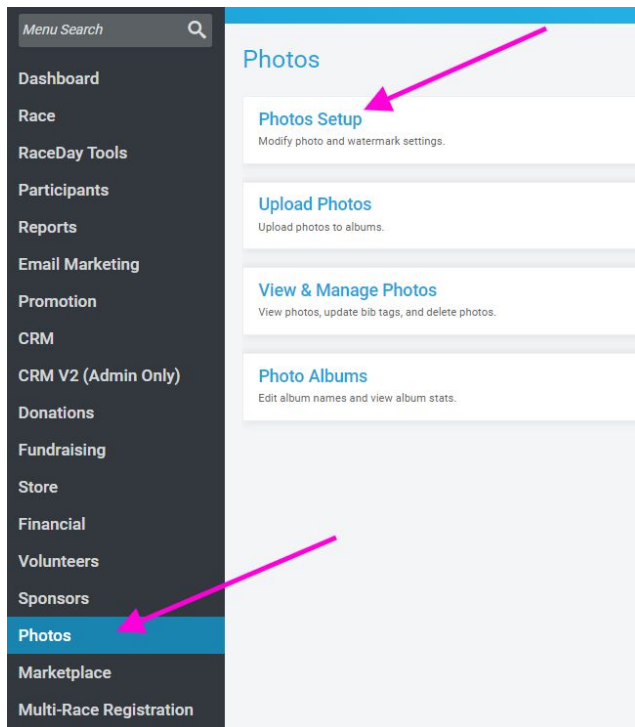 Menu Search
Dashboard
Race
RaceDay Tools
Participants
Reports
Email Marketing
Promotion
CRM
CRM V2 (Admin Only)
Donations
Fundraising
Store
Financial
Volunteers
Sponsors
Photos
Marketplace
Multi-Race Registration
Photos
Photos Setup
Modify photo and watermark settings.
Upload Photos
Upload photos to albums.
View & Manage Photos
View photos, update bib tags, and delete photos.
Photo Albums
Edit album names and view album stats.